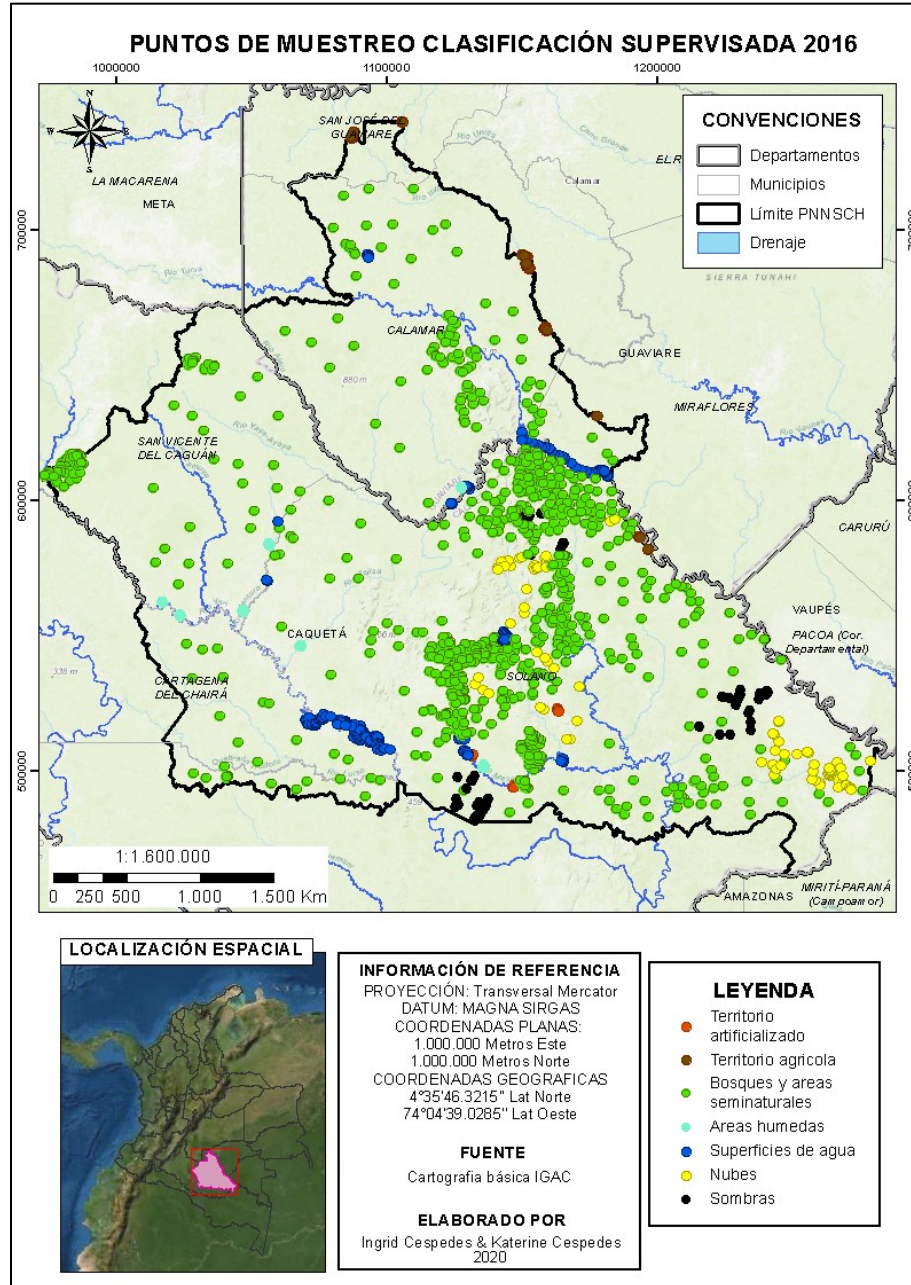 PUNTOS DE MUESTREO CLASIFICACIÓN SUPERVISADA 2016
1000000
1100000
1200000
N
W
E
S
SAN JOSÉ DEL
GUAVIARE
LA MACARENA
META
Calamar
CONVENCIONES
Departamentos
Municipios
Límite PNNSCH
Drenaje
700000
SIERRA TUNAHI
CALAMAR
GUAVIARE
880 m
MIRAFLORES
SAN VICENTE
DEL CAGUÁN
600000
CARURÚ
VAUPÉS
PACOA (Cor.
Departamental)
CAQUETÁ
338 m
CARTAGENA
DEL CHAIRÁ
SOLANO
500000
1:1.600.000
0 250 500 1.000 1.500 Km
AMAZONAS
MIRITÍ-PARANÁ
(Campoamor)
LOCALIZACIÓN ESPACIAL
INFORMACIÓN DE REFERENCIA
PROYECCIÓN: Transversal Mercator
DATUM: MAGNA SIRGAS
COORDENADAS PLANAS:
1.000.000 Metros Este
1.000.000 Metros Norte
COORDENADAS GEOGRAFICAS
4°35'46.3215" Lat Norte
74°04'39.0285" Lat Oeste
FUENTE
Cartografia básica IGAC
ELABORADO POR
Ingrid Cespedes & Katerine Cespedes
2020
LEYENDA
Territorio
artificializado
Territorio agricola
Bosques y areas
seminaturales
Areas humedas
Superficies de agua
Nubes
Sombras